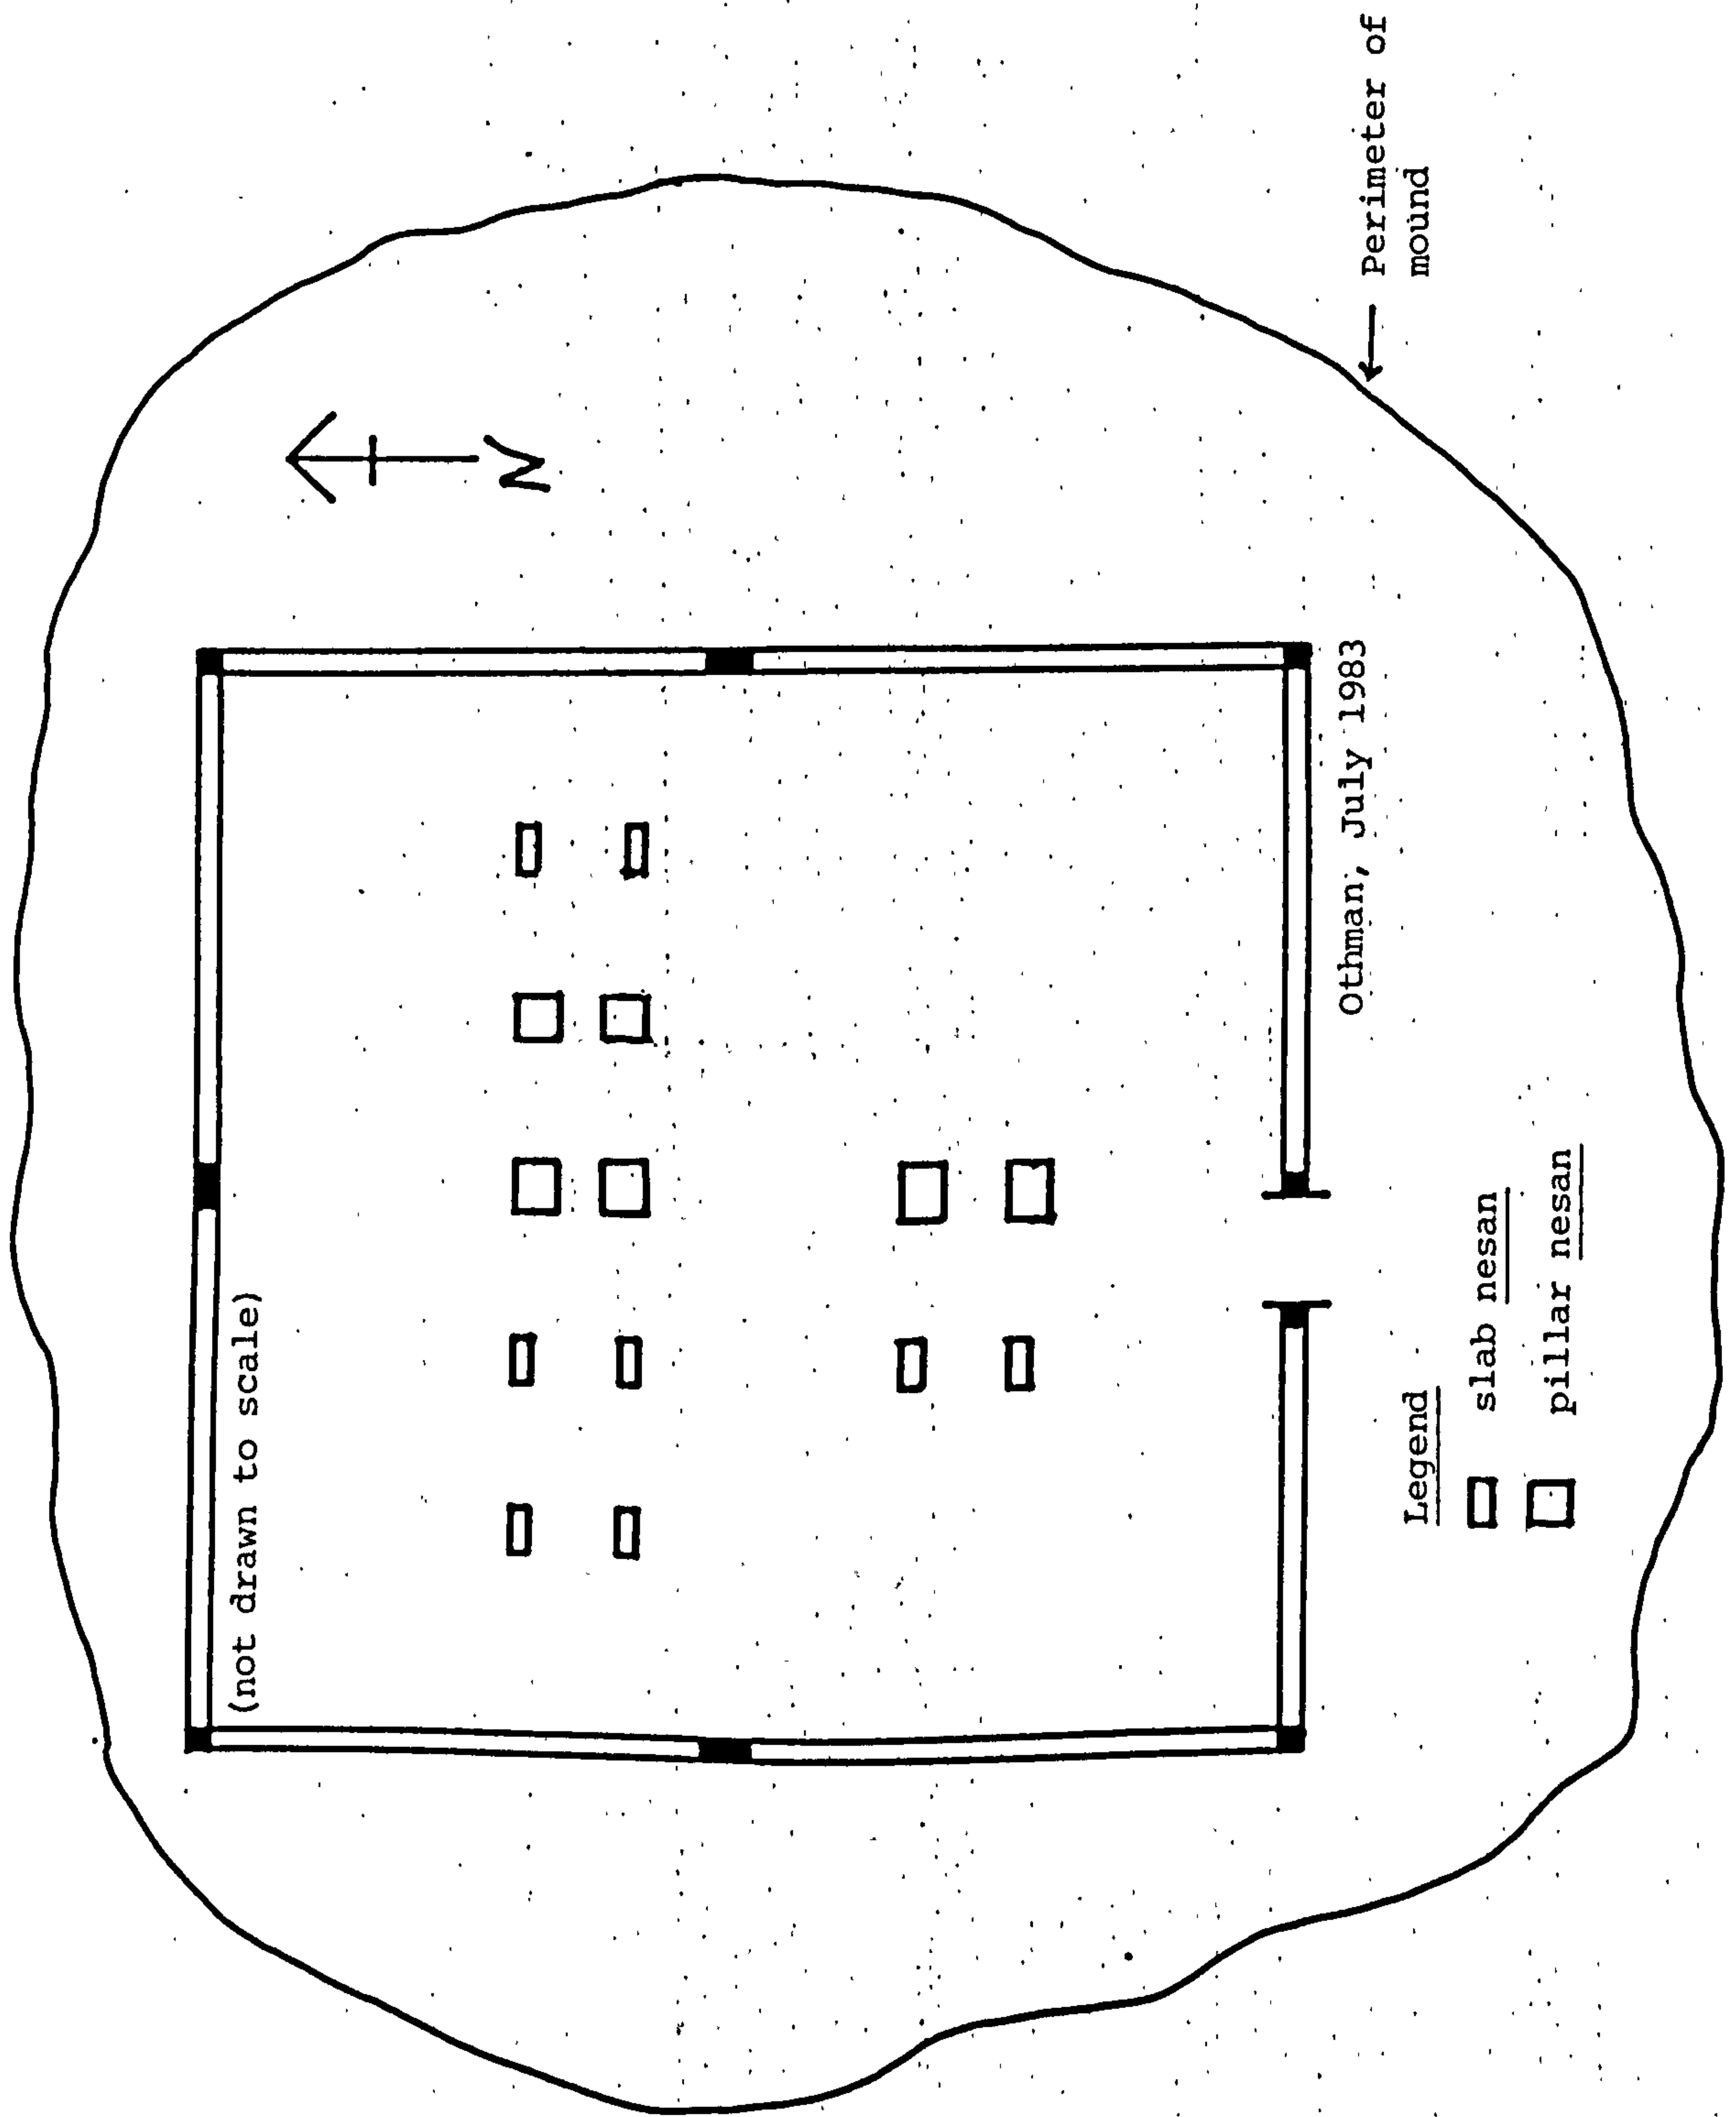 (not drawn to scale)
N
Othman, July 1983
Perimeter of
mound
Legend
slab nesan
pillar nesan